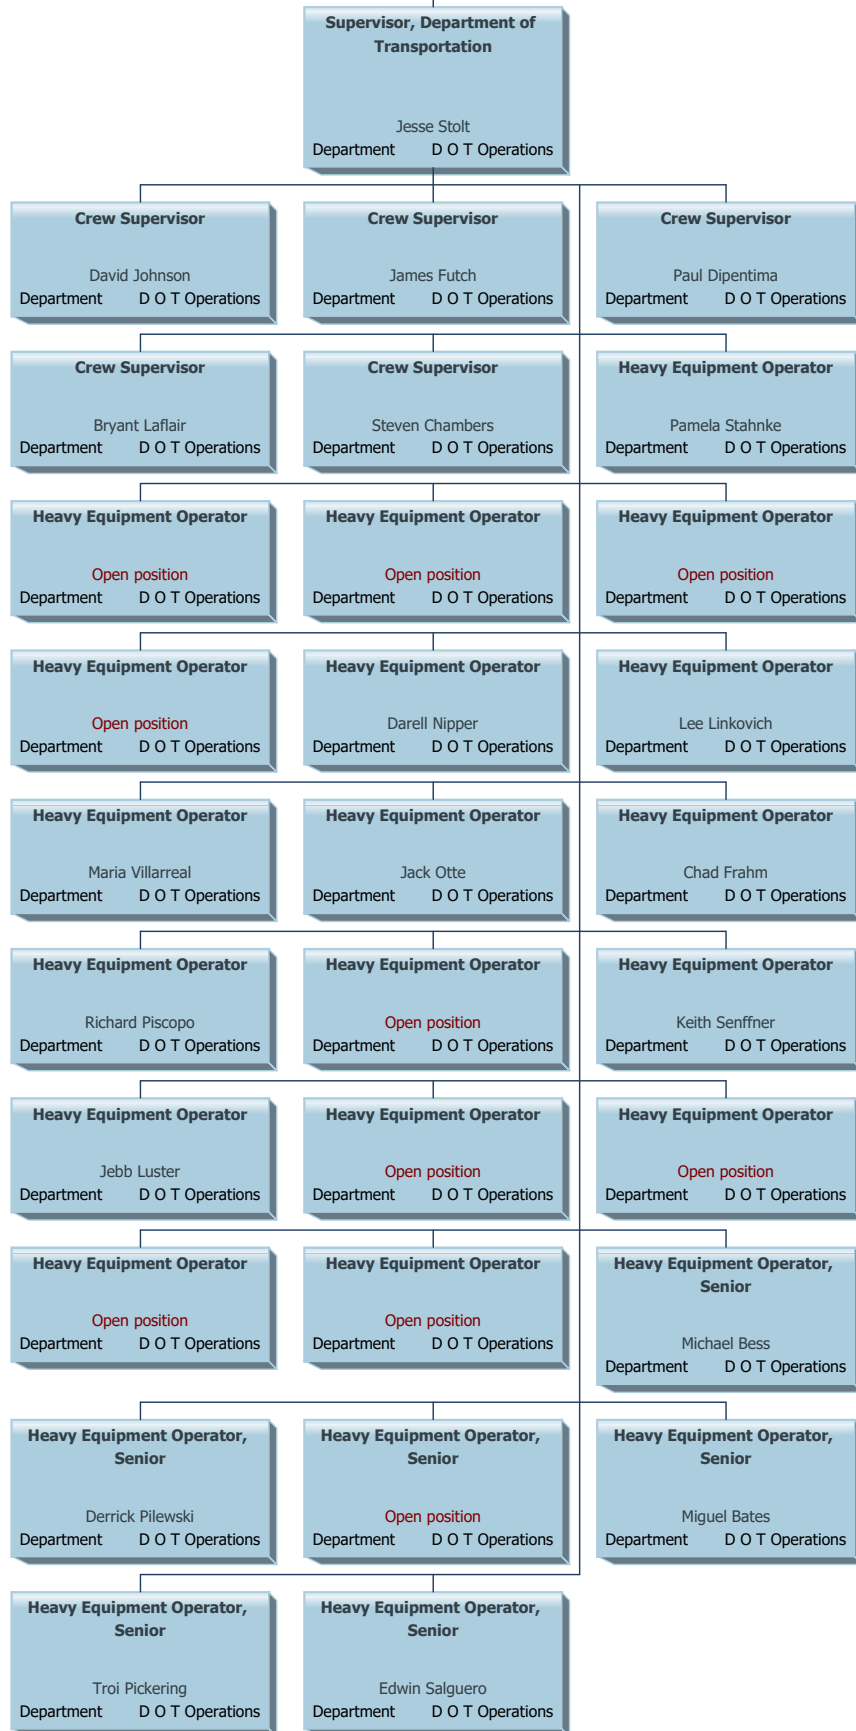 Supervisor, Department of
Transportation
Jesse Stolt
Department D O T Operations
Crew Supervisor
David Johnson
Department D O T Operations
Crew Supervisor
James Futch
Department D O T Operations
Crew Supervisor
Paul Dipentima
Department D O T Operations
Crew Supervisor
Bryant Laflair
Department D O T Operations
Crew Supervisor
Steven Chambers
Department D O T Operations
Heavy Equipment Operator
Pamela Stahnke
Department D O T Operations
Heavy Equipment Operator
Open position
Department D O T Operations
Heavy Equipment Operator
Open position
Department D O T Operations
Heavy Equipment Operator
Open position
Department D O T Operations
Heavy Equipment Operator
Open position
Department D O T Operations
Heavy Equipment Operator
Darell Nipper
Department D O T Operations
Heavy Equipment Operator
Lee Linkovich
Department D O T Operations
Heavy Equipment Operator
Maria Villarreal
Department D O T Operations
Heavy Equipment Operator
Jack Otte
Department D O T Operations
Heavy Equipment Operator
Chad Frahm
Department D O T Operations
Heavy Equipment Operator
Richard Piscopo
Department D O T Operations
Heavy Equipment Operator
Open position
Department D O T Operations
Heavy Equipment Operator
Keith Senffner
Department D O T Operations
Heavy Equipment Operator
Jebb Luster
Department D O T Operations
Heavy Equipment Operator
Open position
Department D O T Operations
Heavy Equipment Operator
Open position
Department D O T Operations
Heavy Equipment Operator
Open position
Department D O T Operations
Heavy Equipment Operator
Open position
Department D O T Operations
Heavy Equipment Operator,
Senior
Michael Bess
Department D O T Operations
Heavy Equipment Operator,
Senior
Derrick Pilewski
Department D O T Operations
Heavy Equipment Operator,
Senior
Open position
Department D O T Operations
Heavy Equipment Operator,
Senior
Miguel Bates
Department D O T Operations
Heavy Equipment Operator,
Senior
Troi Pickering
Department D O T Operations
Heavy Equipment Operator,
Senior
Edwin Salguero
Department D O T Operations